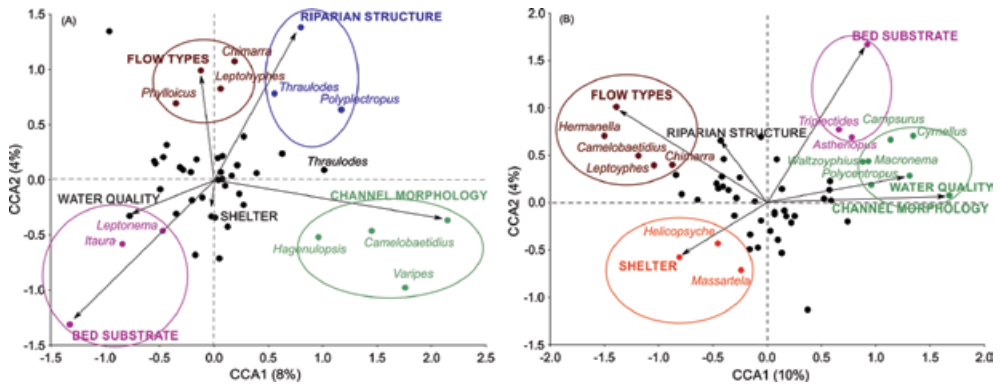 (A)
RIPARIAN STRUCTURE
FLOW TYPES
Chimarra
Leptohyphes
Phylloicus
Thraulodes
Polyplectropus
Thraulodes
WATER QUALITY
CHANNEL MORPHOLOGY
SHELTER
Leptonema
Itaura
Hagenulopsis
Camelobaetidius
Varipes
BED SUBSTRATE
CCA2 (4%)
1.5
1.0
0.5
0.0
-0.5
-1.0
-1.5
-1.5
-1.0
-0.5
0.0
0.5
1.0
1.5
2.0
2.5
CCA1 (8%)
(B)
BED SUBSTRATE
FLOW TYPES
Hermanella
RIPARIAN STRUCTURE
Triplectides
Campsurus
Cymellus
Asthenopus
Camelobaetidius
Leptoyphes
Chimarra
Waltzoyphius
Macronema
Polycentropus
WATER QUALITY
CHANNEL MORPHOLOGY
Helicopsyche
SHELTER
Massartela
CCA2 (4%)
2.0
1.5
1.0
0.5
0.0
-0.5
-1.0
-1.5
-2.0
-1.5
-1.0
-0.5
0.0
0.5
1.0
1.5
2.0
CCA1 (10%)